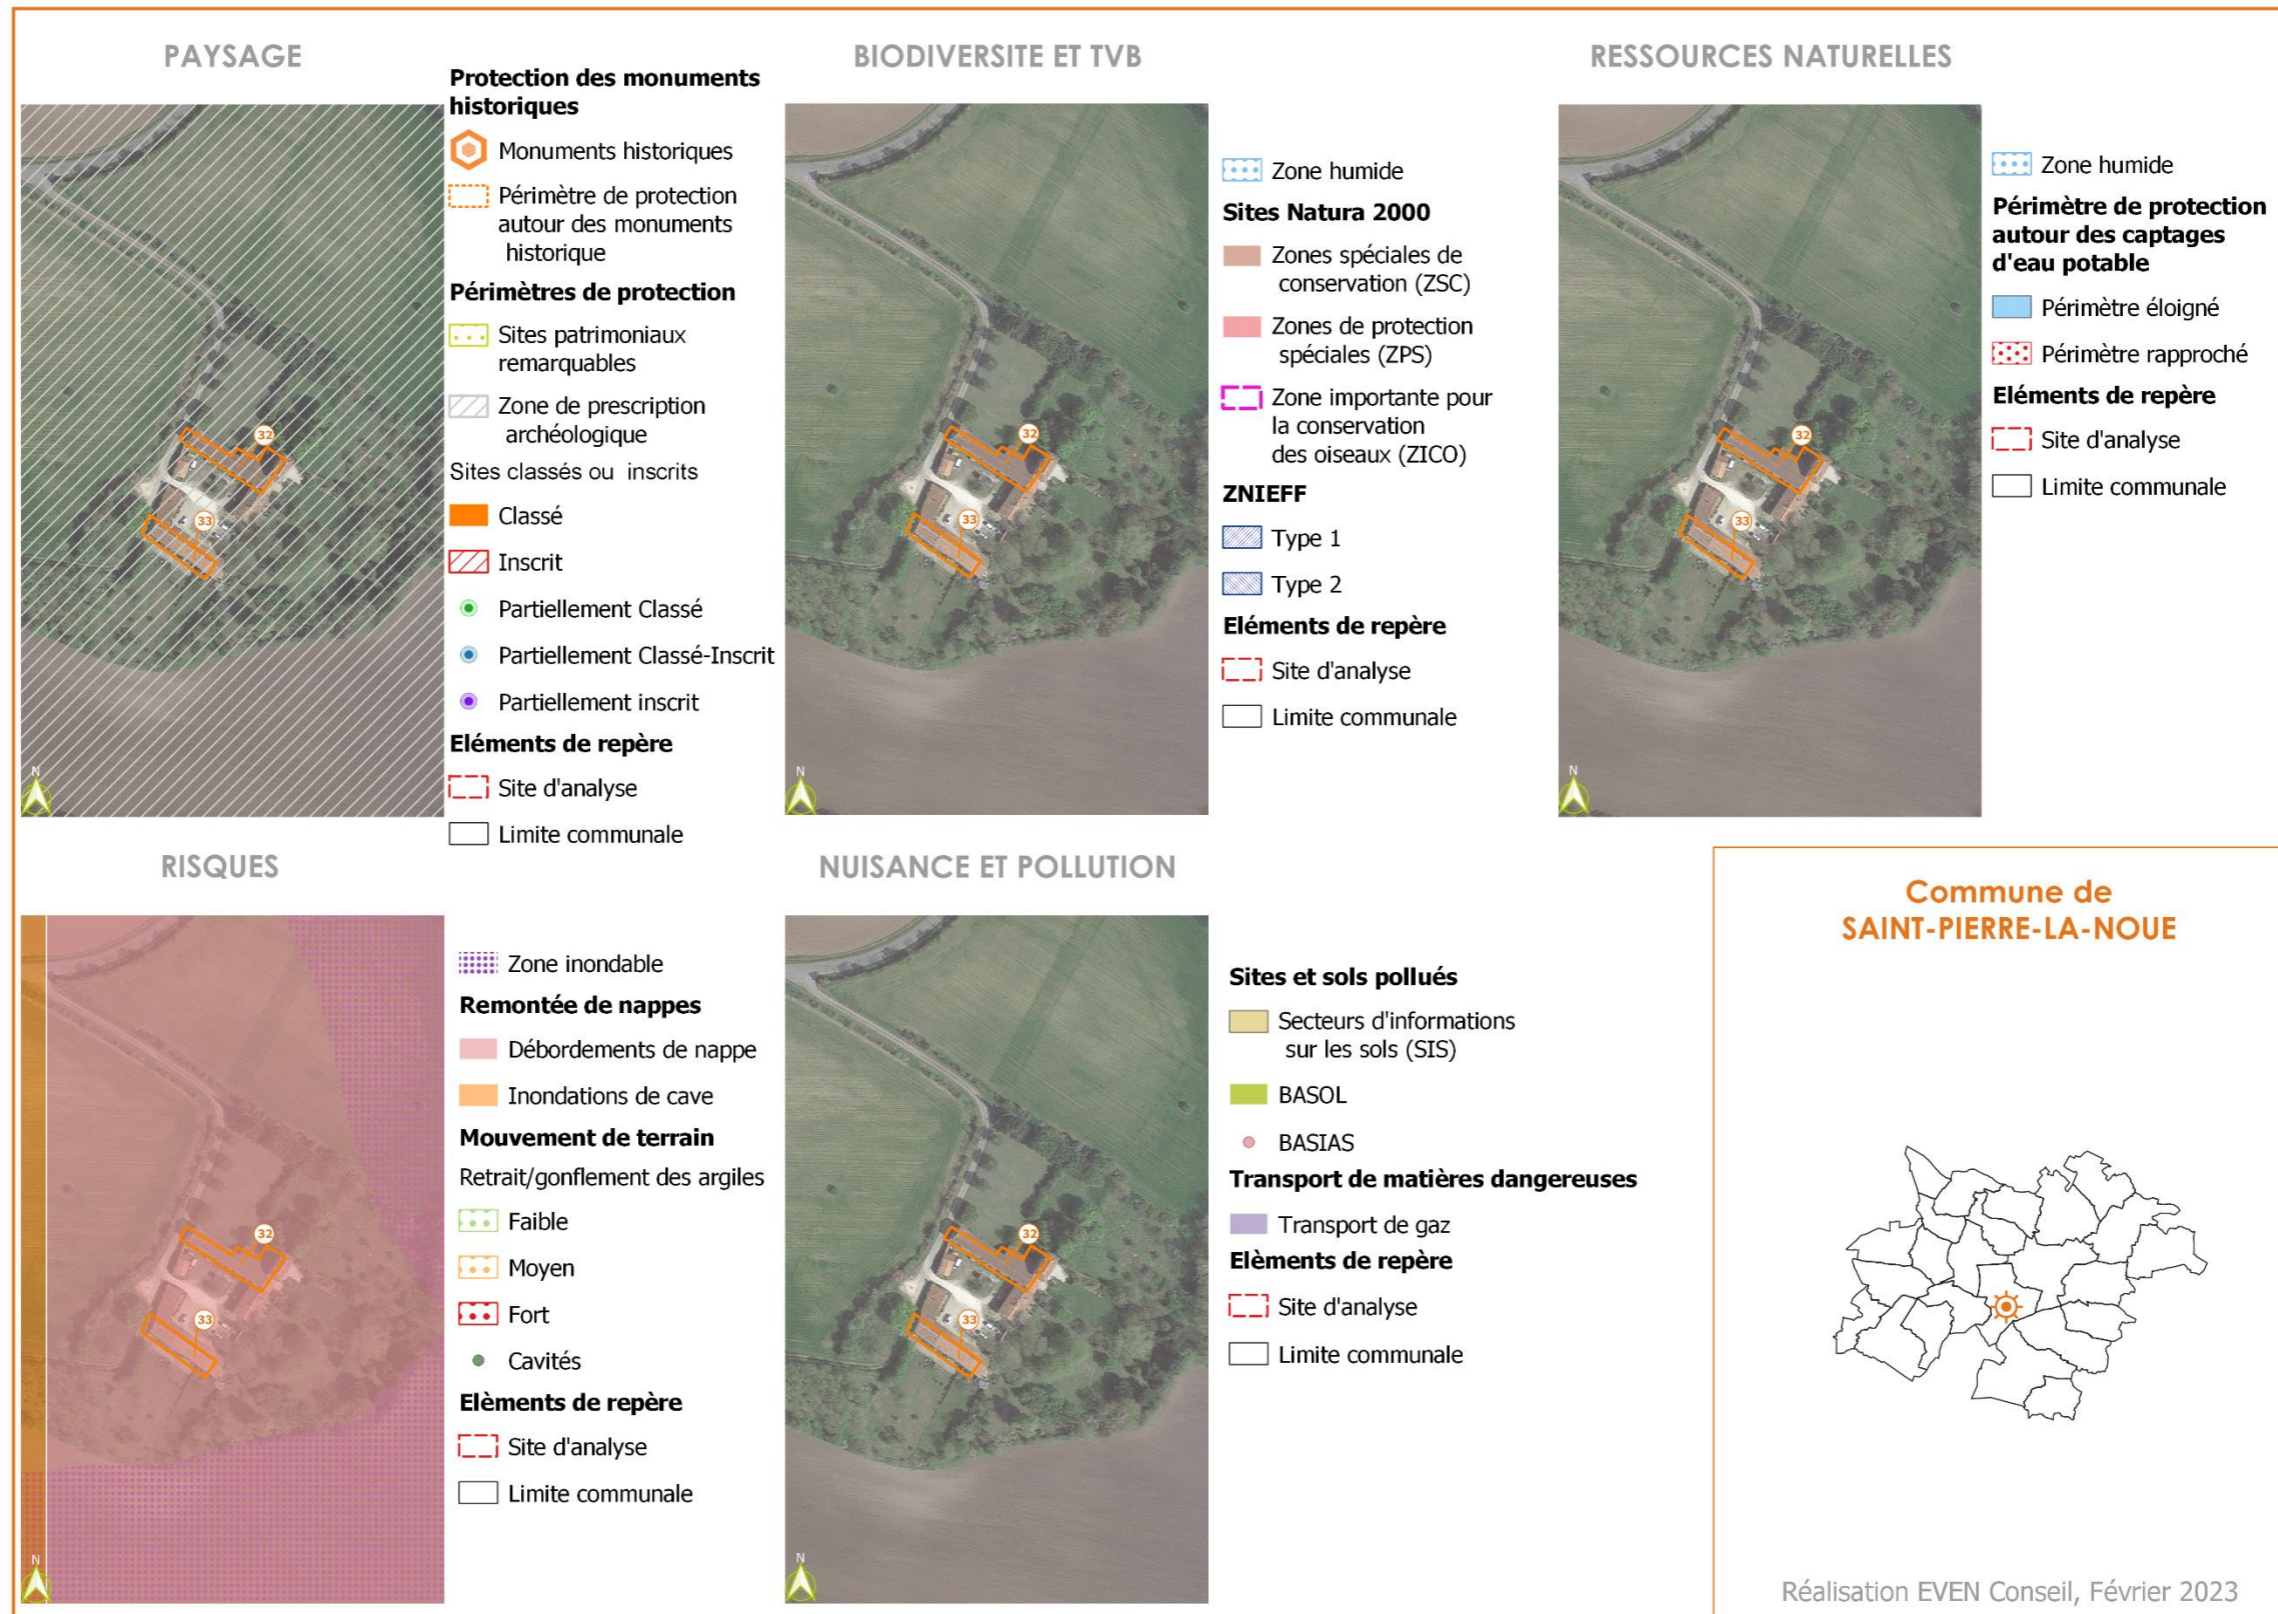 PAYSAGE
N
32
33
Protection des monuments
historiques
Monuments historiques
Périmètre de protection
autour des monuments
historique
Périmètres de protection
Sites patrimoniaux
remarquables
Zone de prescription
archéologique
Sites classés ou inscrits
Classé
Inscrit
Partiellement Classé
Partiellement Classé-Inscrit
Partiellement inscrit
Eléments de repère
Site d'analyse
Limite communale
BIODIVERSITE ET TVB
32
33
N
Zone humide
Sites Natura 2000
Zones spéciales de
conservation (ZSC)
Zones de protection
spéciales (ZPS)
Zone importante pour
la conservation
des oiseaux (ZICO)
ZNIEFF
Type 1
Type 2
Eléments de repère
Site d'analyse
Limite communale
RESSOURCES NATURELLES
32
33
N
Zone humide
Périmètre de protection
autour des captages
d'eau potable
Périmètre éloigné
Périmètre rapproché
Eléments de repère
Site d'analyse
Limite communale
RISQUES
32
33
N
Zone inondable
Remontée de nappes
Débordements de nappe
Inondations de cave
Mouvement de terrain
Retrait/gonflement des argiles
Faible
Moyen
Fort
Cavités
Elèments de repère
Site d'analyse
Limite communale
NUISANCE ET POLLUTION
32
33
N
Sites et sols pollués
Secteurs d'informations
sur les sols (SIS)
BASOL
BASIAS
Transport de matières dangereuses
Transport de gaz
Elèments de repère
Site d'analyse
Limite communale
Commune de
SAINT-PIERRE-LA-NOUE
Réalisation EVEN Conseil, Février 2023